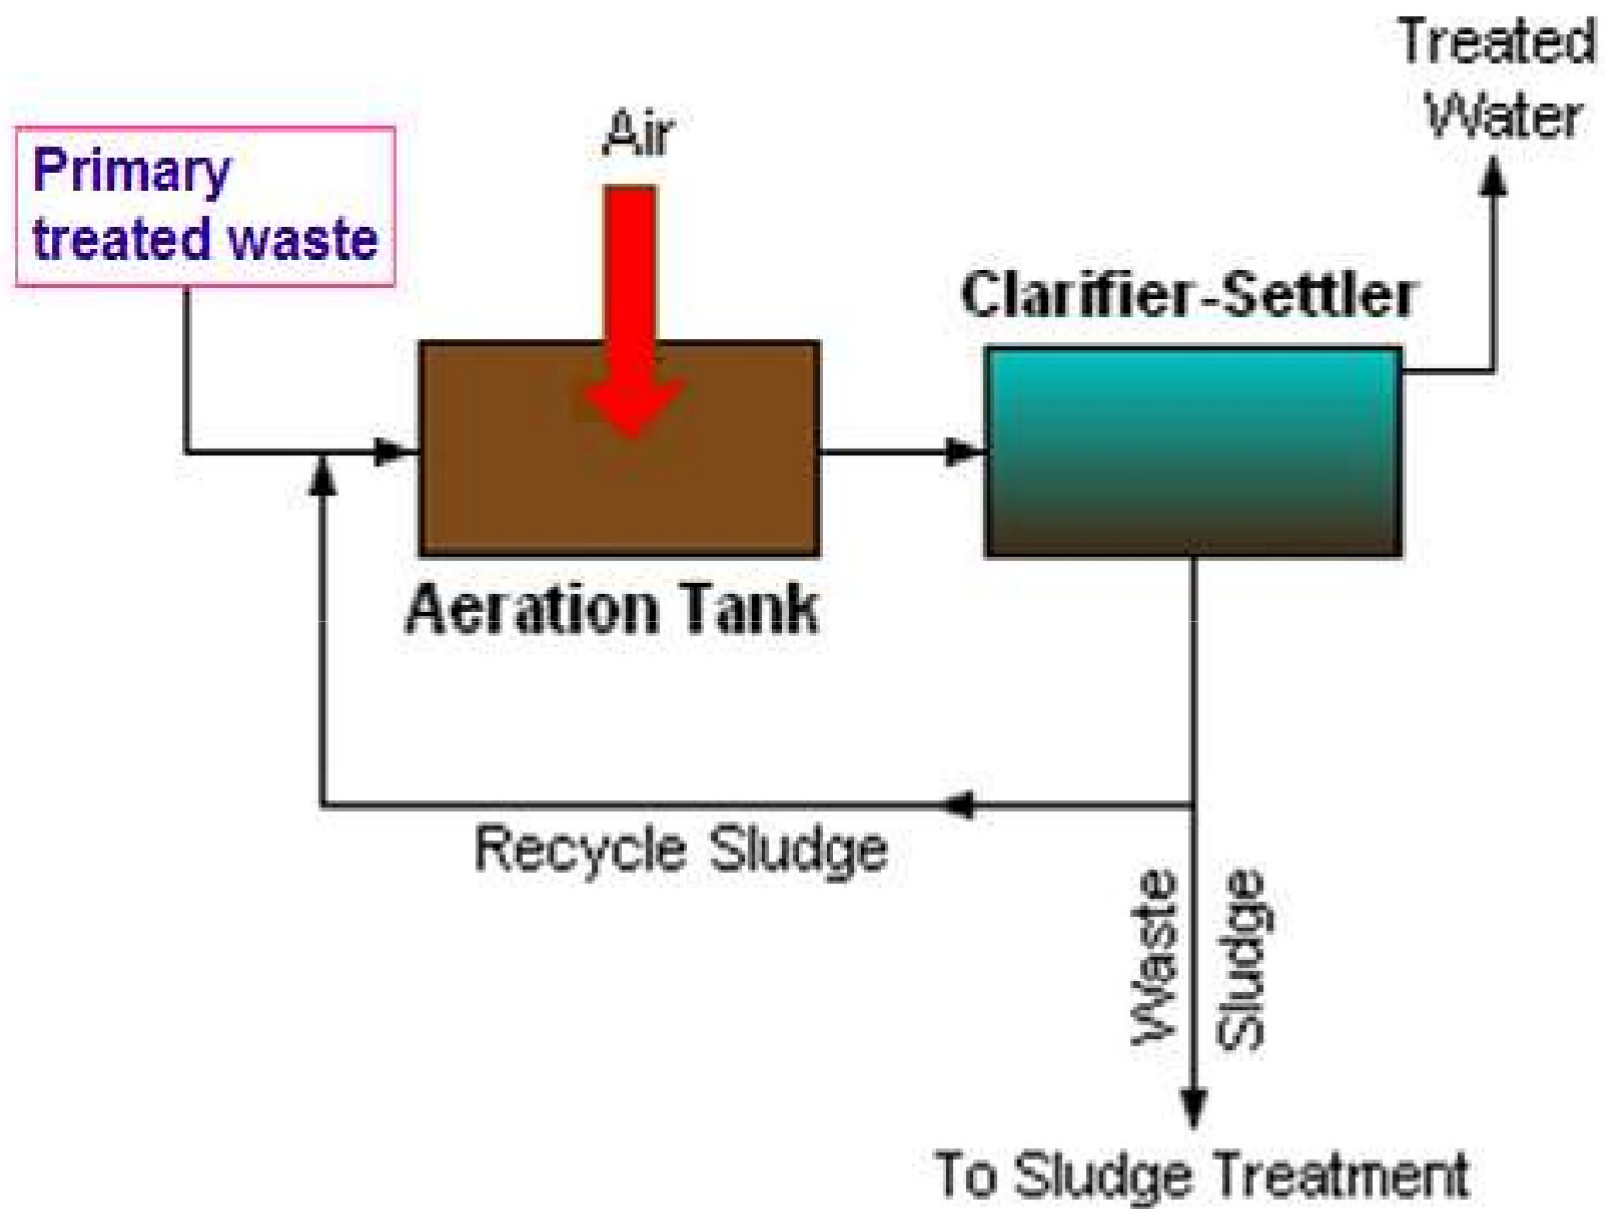 Treated
Water
Air
Primary
treated waste
Clarifier-Settler
Aeration Tank
Recycle Sludge
Waste
Sludge
To Sludge Treatment